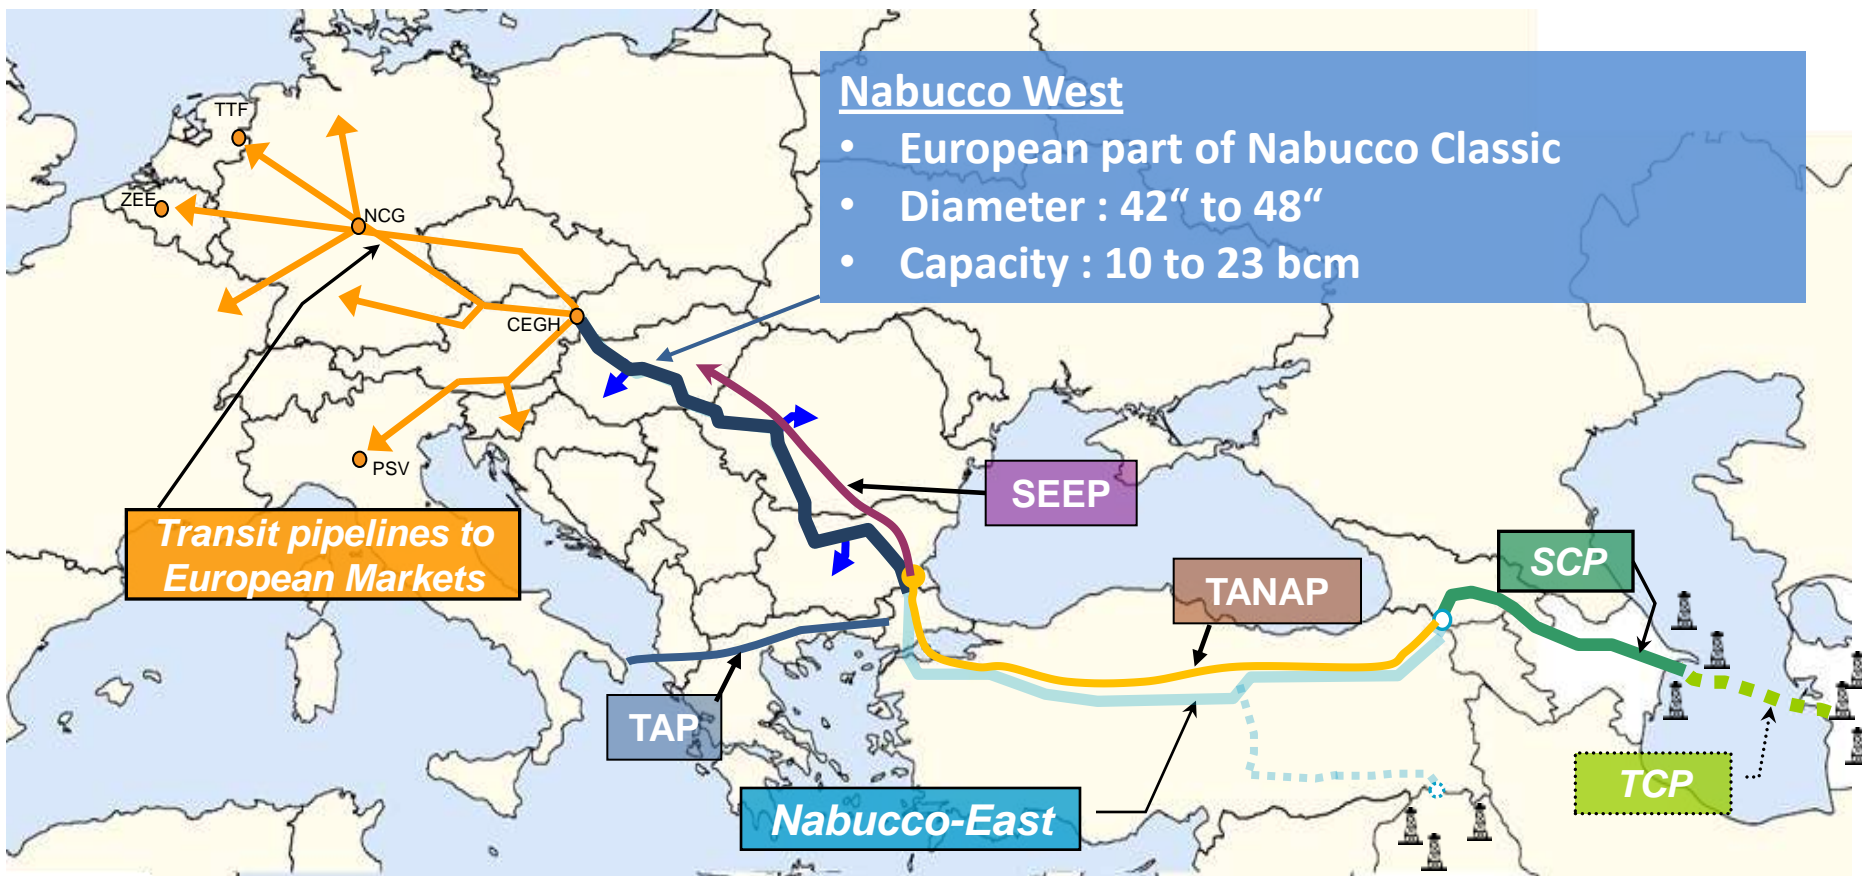 Nabucco West
• European part of Nabucco Classic
• Diameter : 42“ to 48“
• Capacity : 10 to 23 bcm
TTF
ZEE
NCG
CEGH
PSV
SEEP
Transit pipelines to
European Markets
SCP
TANAP
TAP
TCP
Nabucco-East